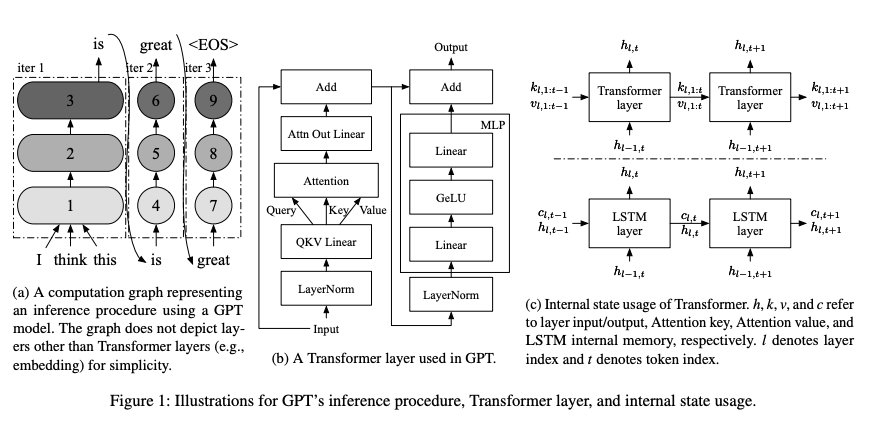 is great <EOS>
iter 1 iter 2 iter 3
3 6 9
2 5 8
1 4 7
I think this is great
(a) A computation graph representing
an inference procedure using a GPT
model. The graph does not depict lay-
ers other than Transformer layers (e.g.,
embedding) for simplicity.
Output
Add
Add
Attn Out Linear
MLP
Linear
Attention
GeLU
Query
Key
Value
QKV Linear
Linear
LayerNorm
LayerNorm
Input
(b) A Transformer layer used in GPT.
h_{l,t}
h_{l,t+1}
k_{l,1:t−1}
v_{l,1:t−1}
Transformer
layer
k_{l,1:t}
v_{l,1:t}
Transformer
layer
k_{l,1:t+1}
v_{l,1:t+1}
h_{l−1,t}
h_{l−1,t+1}
h_{l,t}
h_{l,t+1}
c_{l,t−1}
h_{l,t−1}
LSTM
layer
c_{l,t}
h_{l,t}
LSTM
layer
c_{l,t+1}
h_{l,t+1}
h_{l−1,t}
h_{l−1,t+1}
(c) Internal state usage of Transformer. h, k, v, and c refer
to layer input/output, Attention key, Attention value, and
LSTM internal memory, respectively. l denotes layer
index and t denotes token index.
Figure 1: Illustrations for GPT's inference procedure, Transformer layer, and internal state usage.